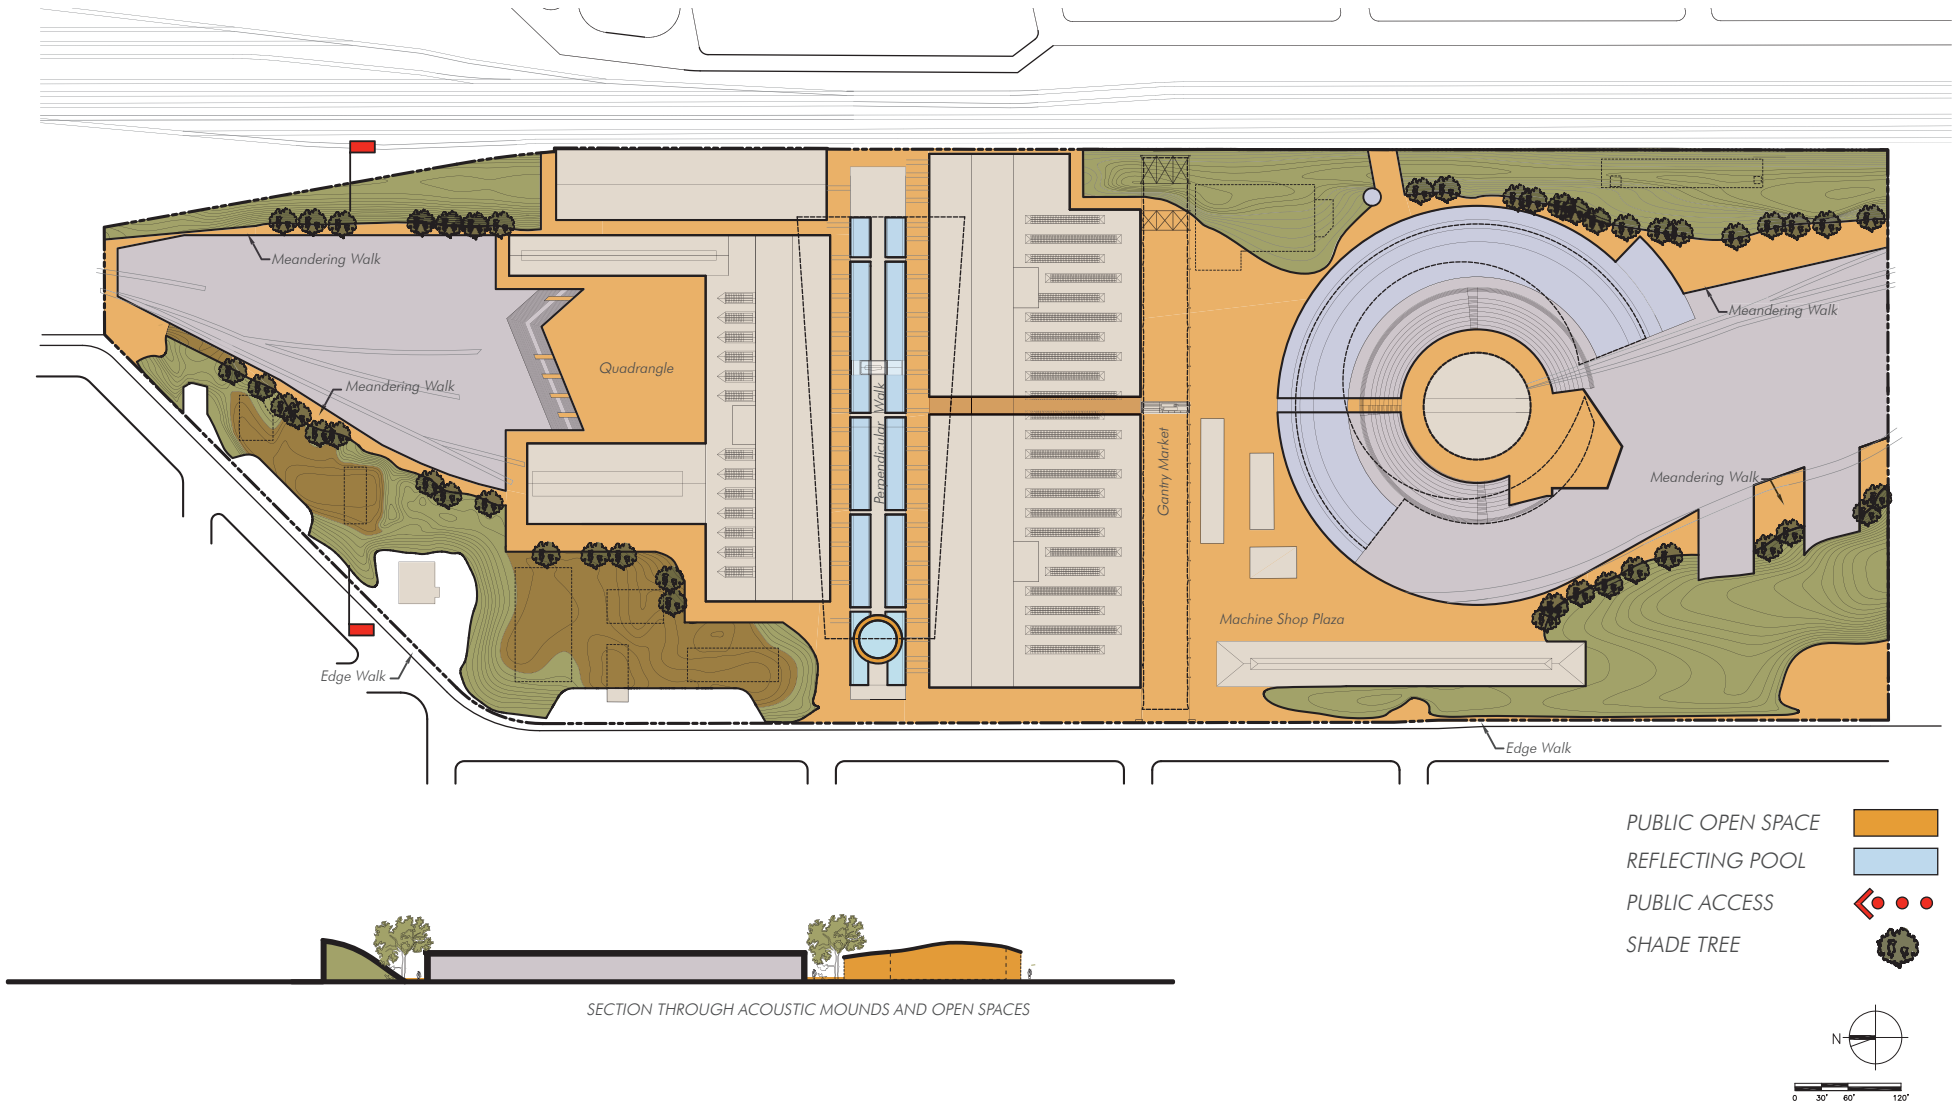 Meandering Walk
Meandering Walk
Quadrangle
Perpendicular Walk
Gantry Market
Meandering Walk
Meandering Walk
Machine Shop Plaza
Edge Walk
Edge Walk
PUBLIC OPEN SPACE
REFLECTING POOL
PUBLIC ACCESS
SHADE TREE
SECTION THROUGH ACOUSTIC MOUNDS AND OPEN SPACES
N
0 30' 60' 120'